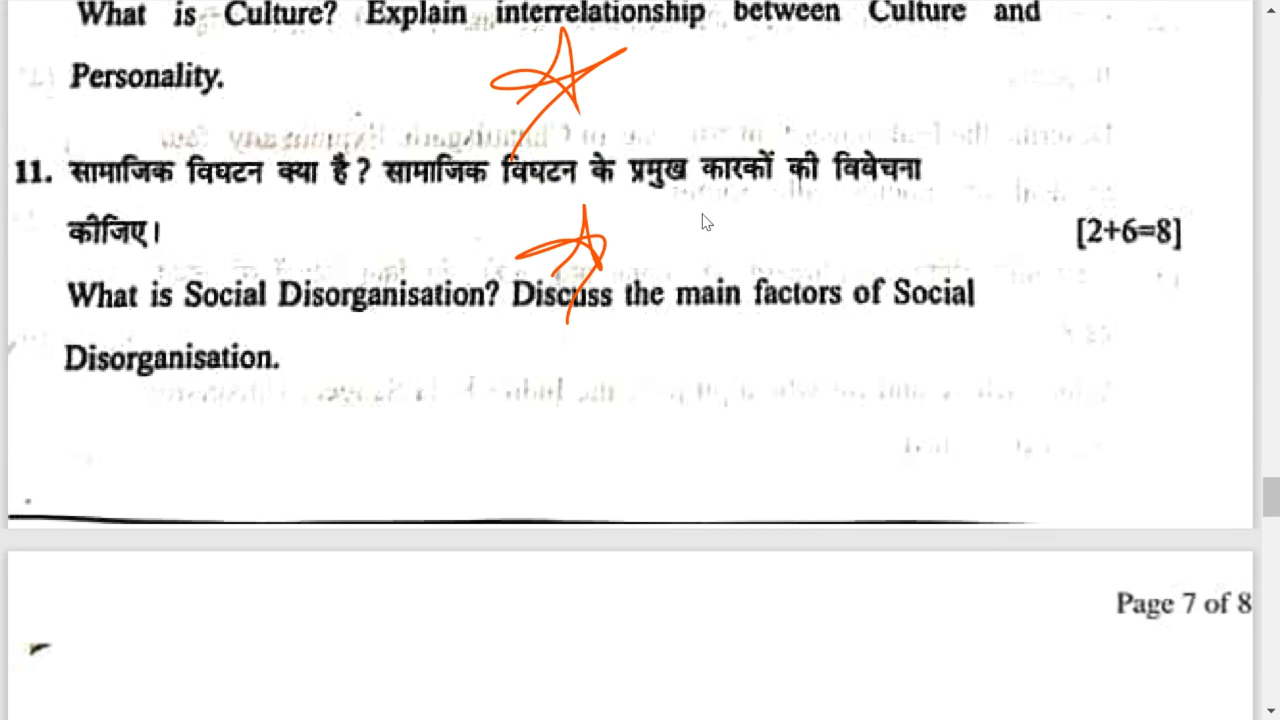 What is Culture? Explain interrelationship between Culture and
Personality.
11. सामाजिक विघटन क्या है? सामाजिक विघटन के प्रमुख कारकों की विवेचना
कीजिए। [2+6=8]
What is Social Disorganisation? Discuss the main factors of Social
Disorganisation.
Page 7 of 8